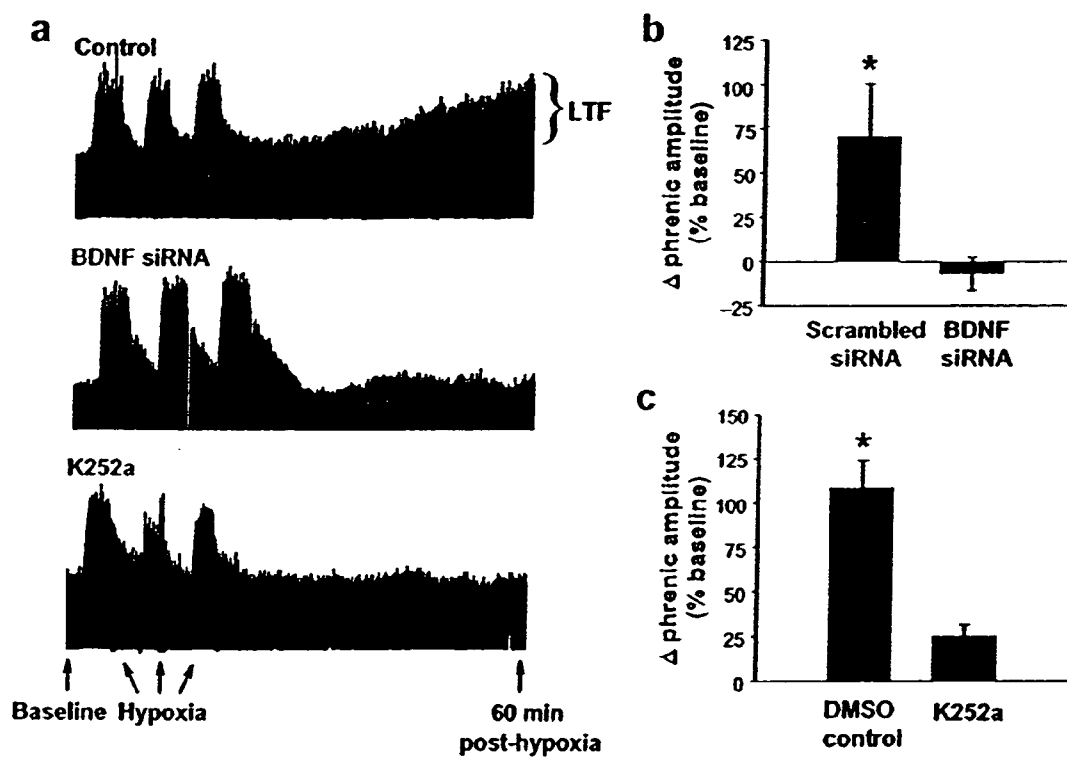 a
Control
LTF
BDNF siRNA
K252a
Baseline Hypoxia
60 min
post-hypoxia
b
Δ phrenic amplitude
(% baseline)
125
100
75
50
25
0
−25
*
Scrambled
siRNA
BDNF
siRNA
c
Δ phrenic amplitude
(% baseline)
150
125
100
75
50
25
0
*
DMSO
control
K252a